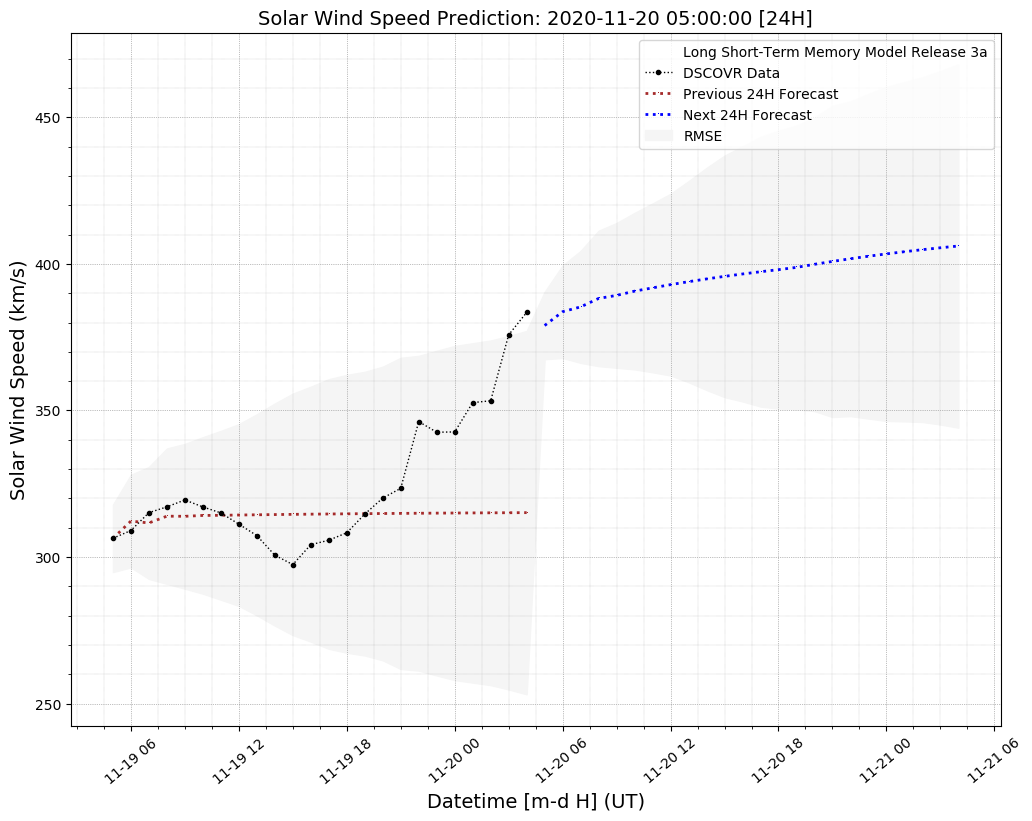 Solar Wind Speed Prediction: 2020-11-20 05:00:00 [24H]
Long Short-Term Memory Model Release 3a
DSCOVR Data
Previous 24H Forecast
Next 24H Forecast
RMSE
Solar Wind Speed (km/s)
450
400
350
300
250
11-19 06
11-19 12
11-19 18
11-20 00
11-20 06
11-20 12
11-20 18
11-21 00
11-21 06
Datetime [m-d H] (UT)